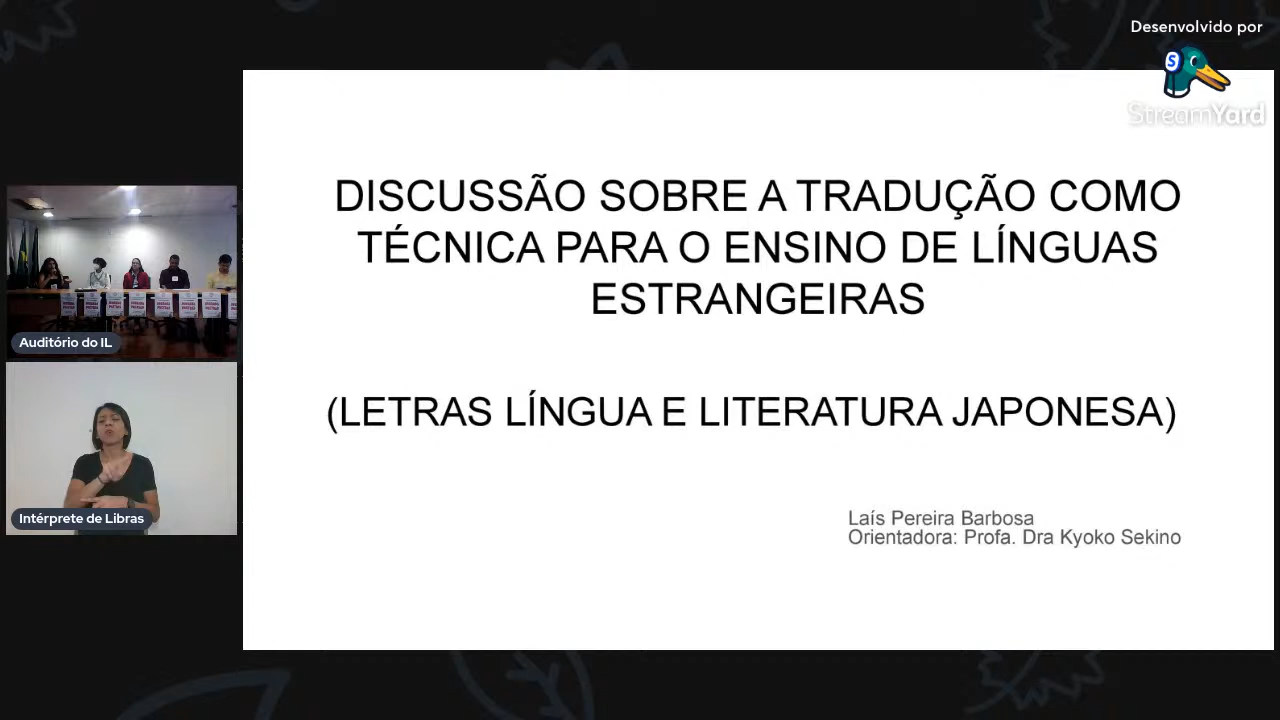 Desenvolvido por
StreamYard
DISCUSSÃO SOBRE A TRADUÇÃO COMO
TÉCNICA PARA O ENSINO DE LÍNGUAS
ESTRANGEIRAS
(LETRAS LÍNGUA E LITERATURA JAPONESA)
Laís Pereira Barbosa
Orientadora: Profa. Dra Kyoko Sekino
Auditório do IL
Intérprete de Libras